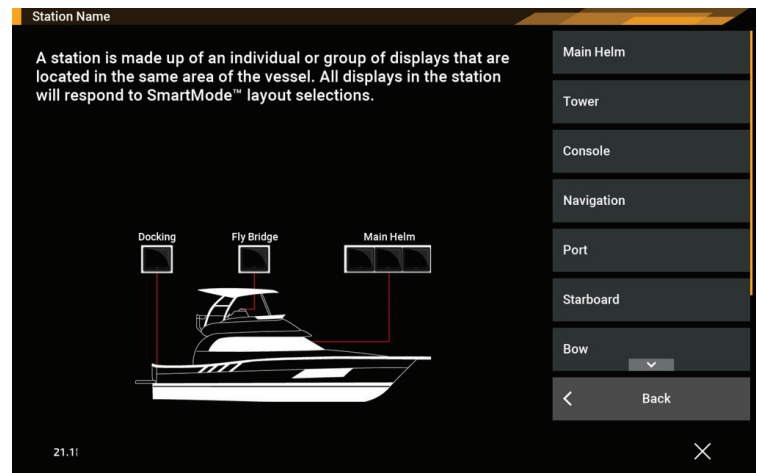 Station Name
A station is made up of an individual or group of displays that are
located in the same area of the vessel. All displays in the station
will respond to SmartMode™ layout selections.
Docking
Fly Bridge
Main Helm
Main Helm
Tower
Console
Navigation
Port
Starboard
Bow
Back
21.1